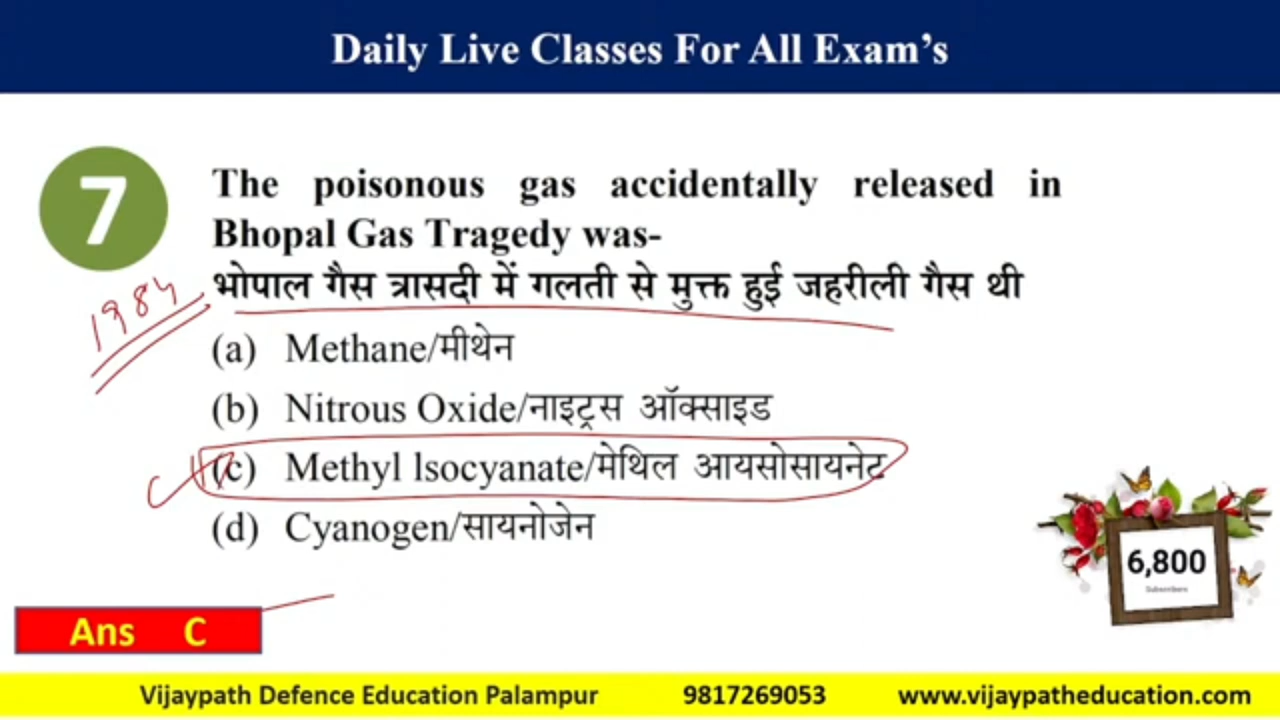 Daily Live Classes For All Exam's
7
The poisonous gas accidentally released in
Bhopal Gas Tragedy was-
भोपाल गैस त्रासदी में गलती से मुक्त हुई जहरीली गैस थी
1984
(a) Methane/मीथेन
(b) Nitrous Oxide/नाइट्रस ऑक्साइड
(c) Methyl lsocyanate/मेथिल आयसोसायनेट
(d) Cyanogen/सायनोजेन
6,800
Subscribers
Ans C
Vijaypath Defence Education Palampur 9817269053 www.vijaypatheducation.com